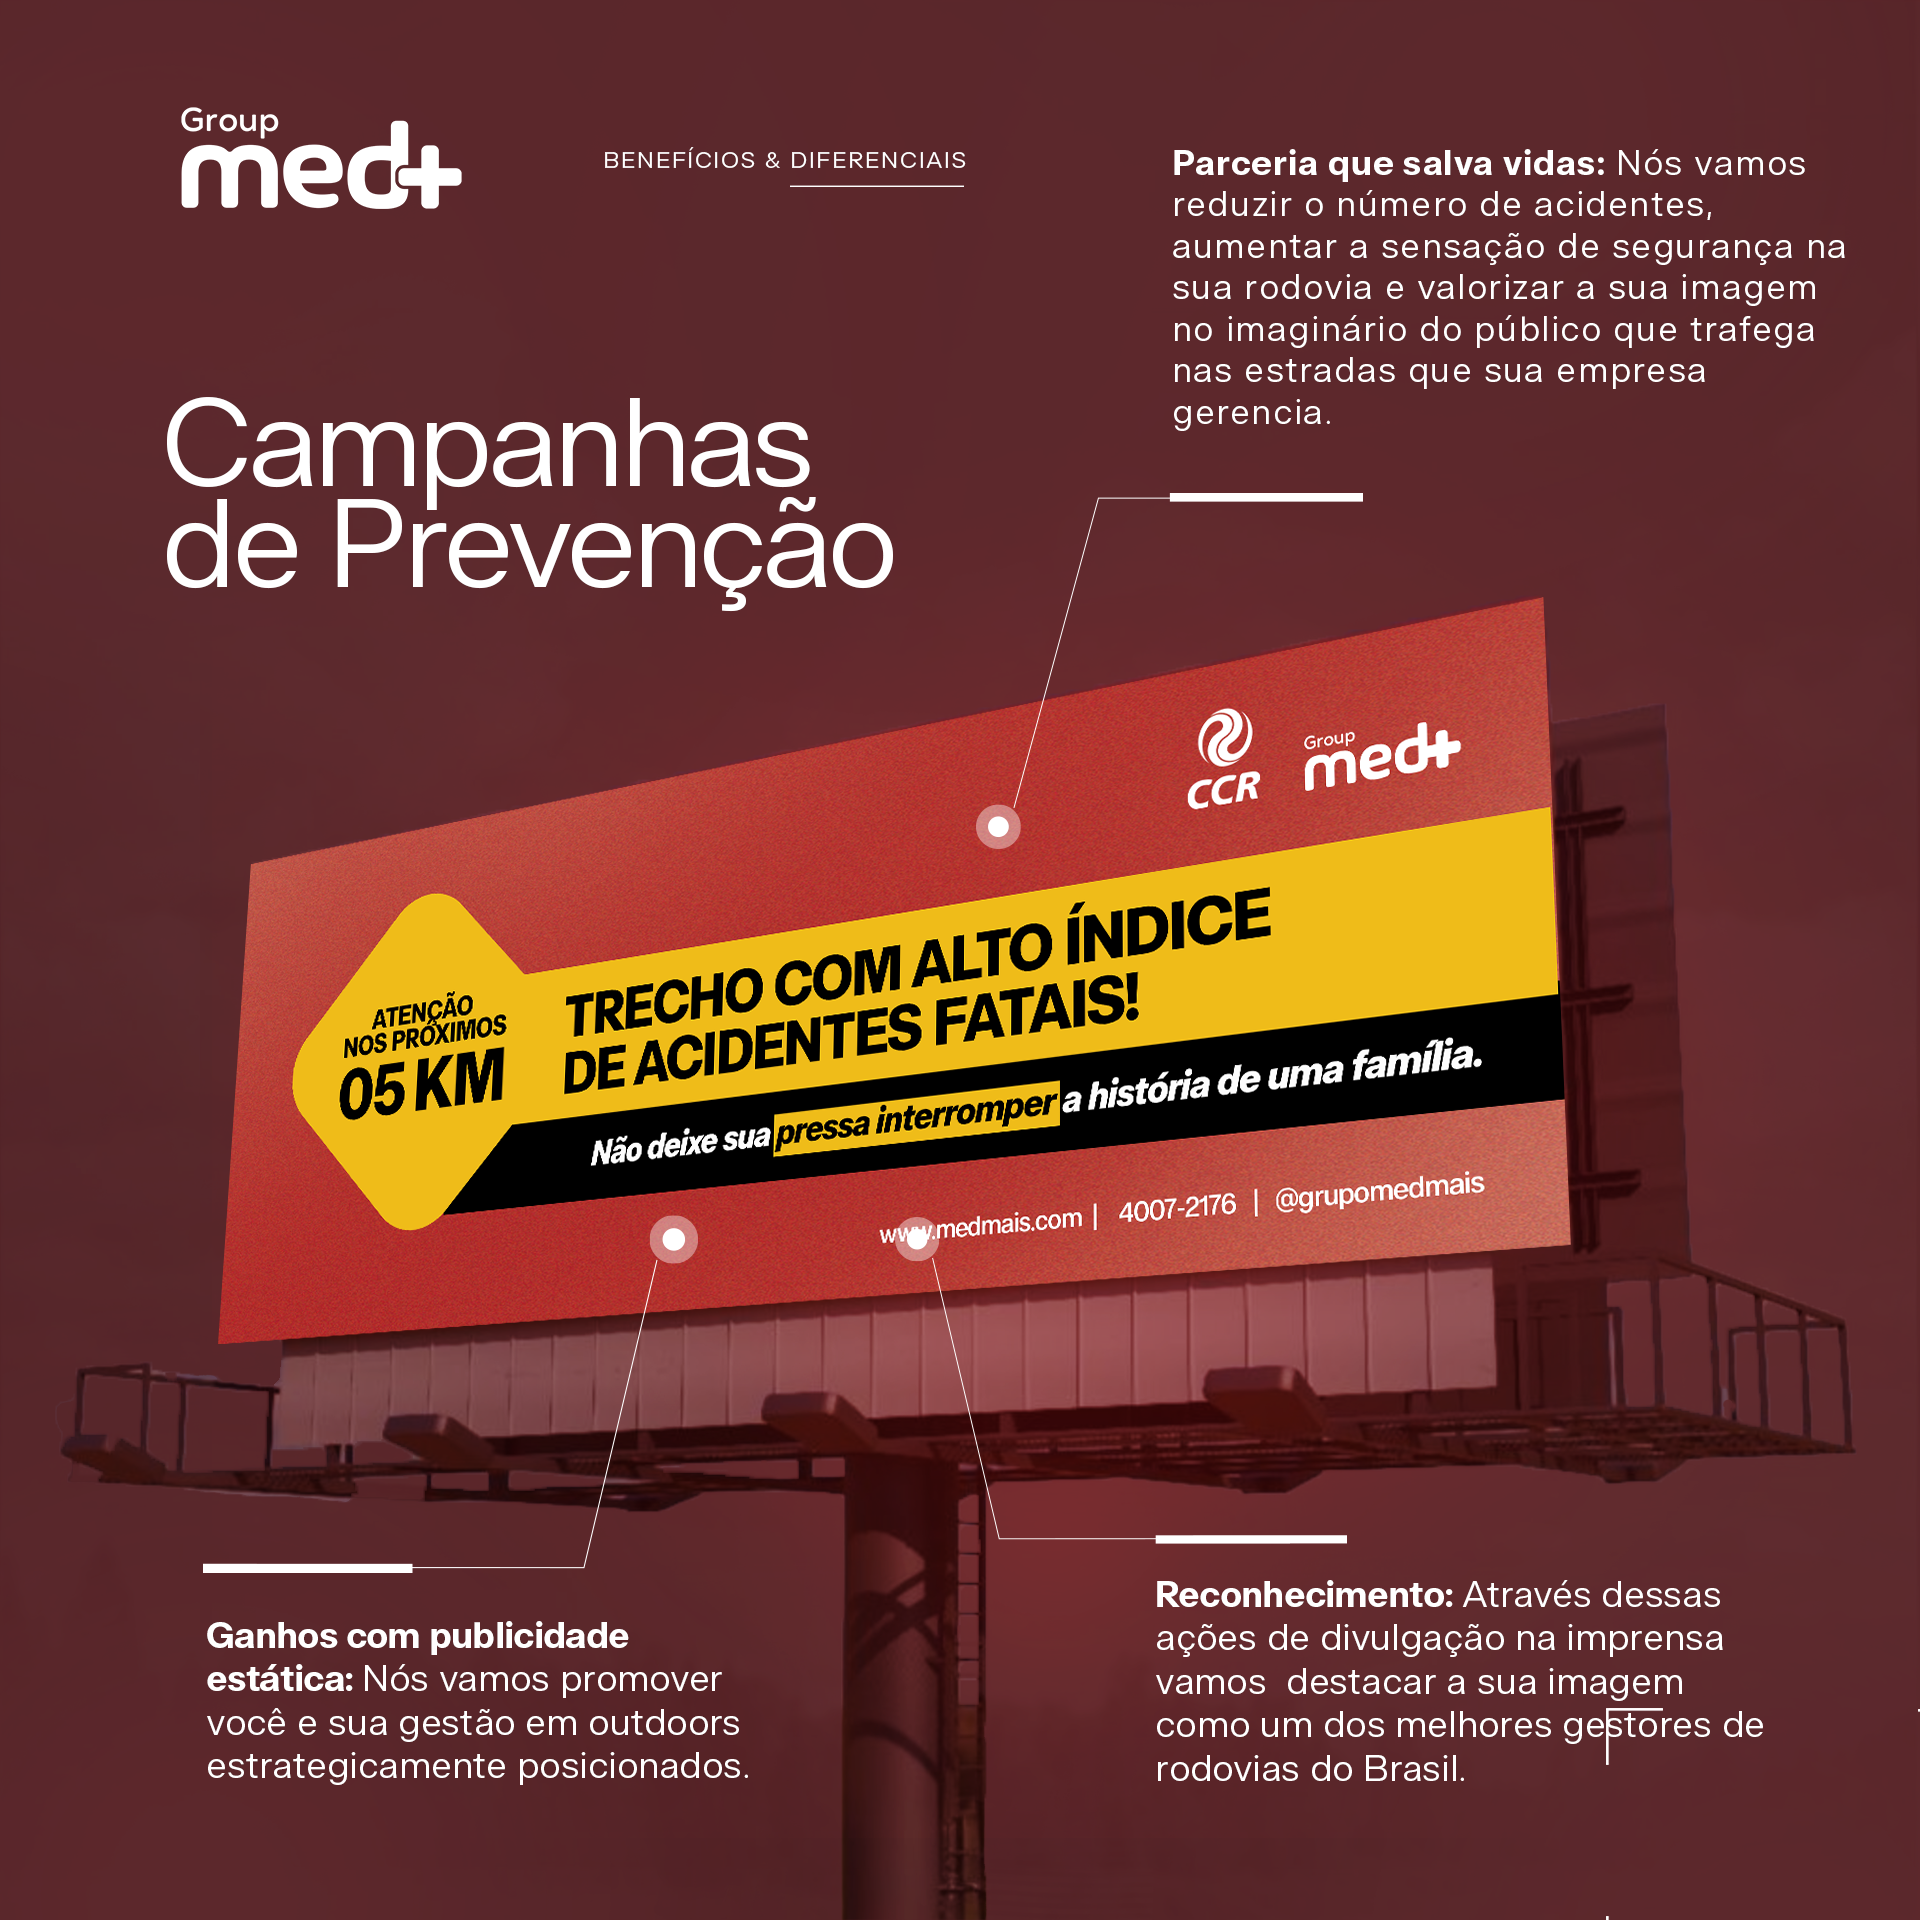 Group
med+
BENEFÍCIOS & DIFERENCIAIS
Parceria que salva vidas: Nós vamos
reduzir o número de acidentes,
aumentar a sensação de segurança na
sua rodovia e valorizar a sua imagem
no imaginário do público que trafega
nas estradas que sua empresa
gerencia.
Campanhas
de Prevenção
CCR
Group
med+
ATENÇÃO
NOS PRÓXIMOS
05 KM
TRECHO COM ALTO ÍNDICE
DE ACIDENTES FATAIS!
Não deixe sua pressa interromper a história de uma família.
www.medmais.com | 4007-2176 | @grupomedmais
Ganhos com publicidade
estática: Nós vamos promover
você e sua gestão em outdoors
estrategicamente posicionados.
Reconhecimento: Através dessas
ações de divulgação na imprensa
vamos  destacar a sua imagem
como um dos melhores gestores de
rodovias do Brasil.